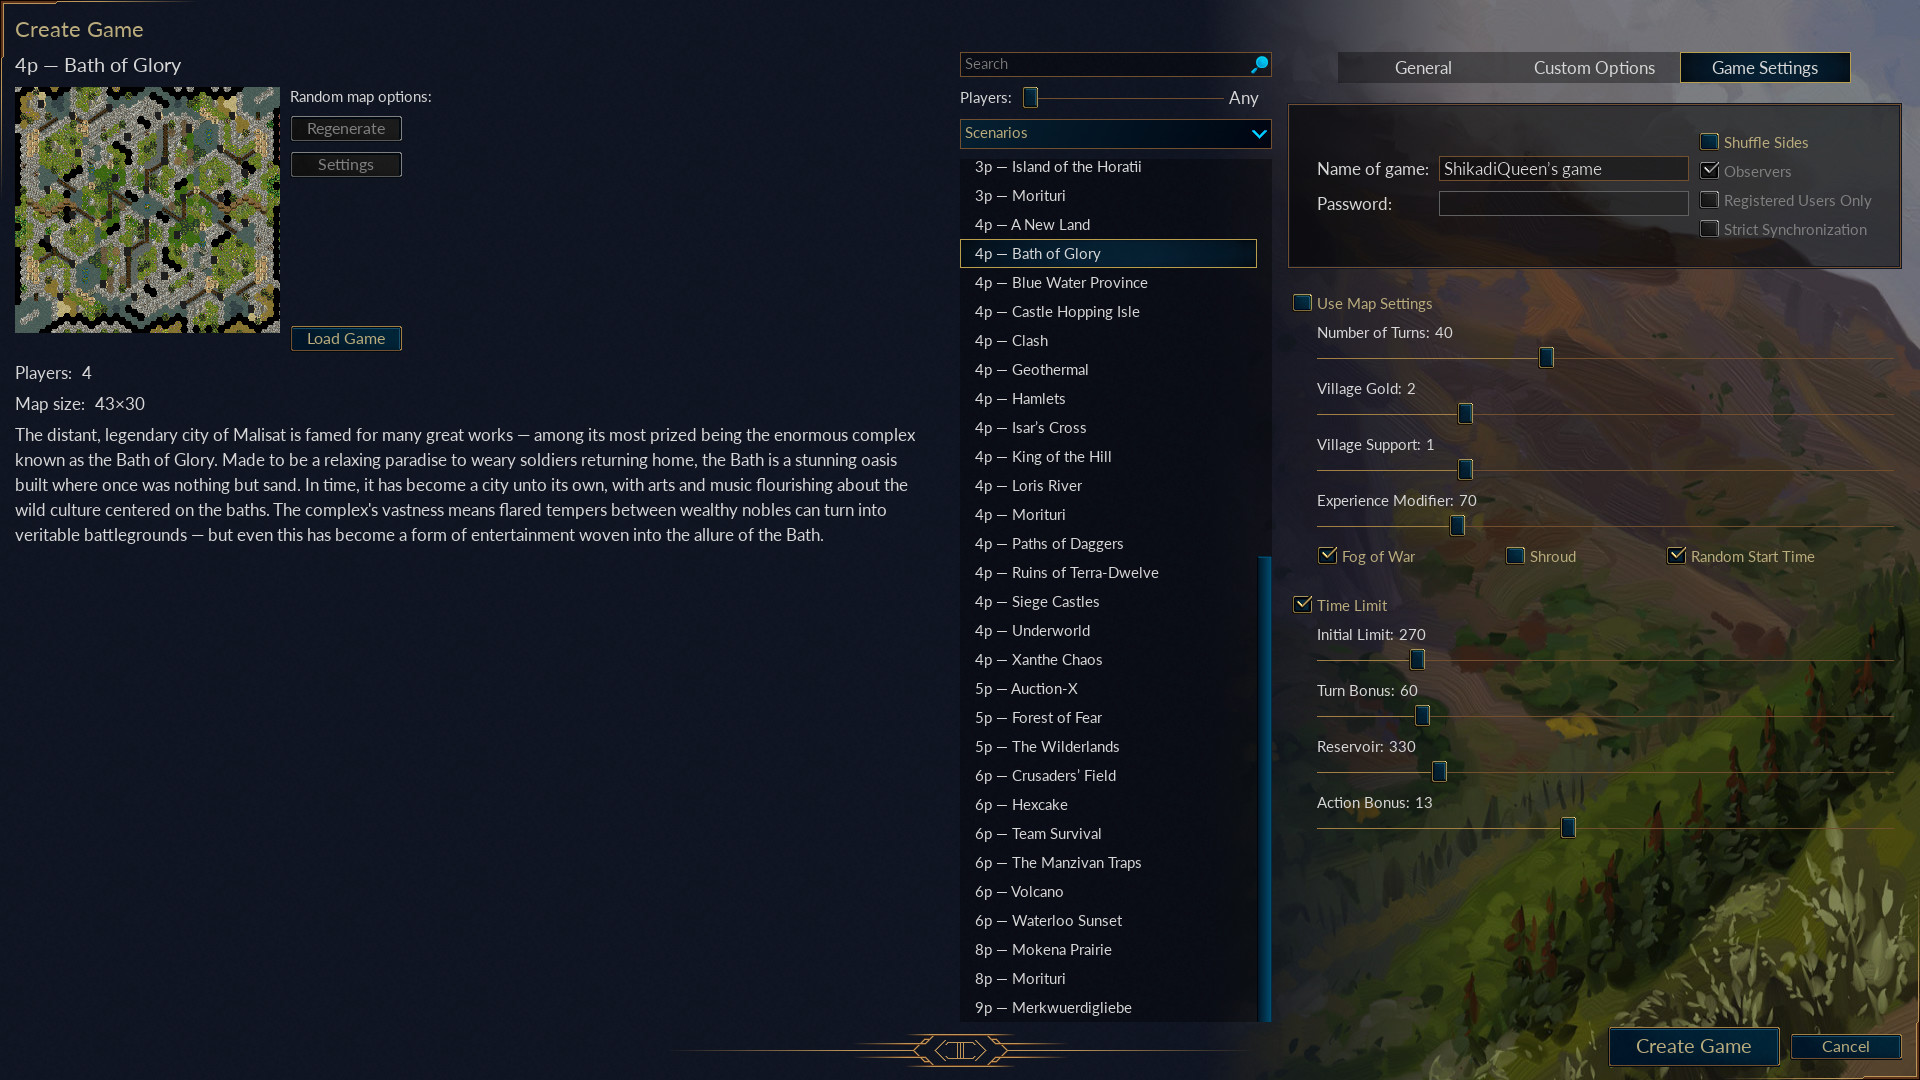 Create Game
4p — Bath of Glory
Random map options:
Regenerate
Settings
Load Game
Players: 4
Map size: 43×30
The distant, legendary city of Malisat is famed for many great works — among its most prized being the enormous complex
known as the Bath of Glory. Made to be a relaxing paradise to weary soldiers returning home, the Bath is a stunning oasis
built where once was nothing but sand. In time, it has become a city unto its own, with arts and music flourishing about the
wild culture centered on the baths. The complex's vastness means flared tempers between wealthy nobles can turn into
veritable battlegrounds — but even this has become a form of entertainment woven into the allure of the Bath.
Search
Players: Any
Scenarios
3p — Island of the Horatii
3p — Morituri
4p — A New Land
4p — Bath of Glory
4p — Blue Water Province
4p — Castle Hopping Isle
4p — Clash
4p — Geothermal
4p — Hamlets
4p — Isar's Cross
4p — King of the Hill
4p — Loris River
4p — Morituri
4p — Paths of Daggers
4p — Ruins of Terra-Dwelve
4p — Siege Castles
4p — Underworld
4p — Xanthe Chaos
5p — Auction-X
5p — Forest of Fear
5p — The Wilderlands
6p — Crusaders' Field
6p — Hexcake
6p — Team Survival
6p — The Manzivan Traps
6p — Volcano
6p — Waterloo Sunset
8p — Mokena Prairie
8p — Morituri
9p — Merkwuerdigliebe
General
Custom Options
Game Settings
Name of game: ShikadiQueen's game
Password:
Shuffle Sides
Observers
Registered Users Only
Strict Synchronization
Use Map Settings
Number of Turns: 40
Village Gold: 2
Village Support: 1
Experience Modifier: 70
Fog of War
Shroud
Random Start Time
Time Limit
Initial Limit: 270
Turn Bonus: 60
Reservoir: 330
Action Bonus: 13
Create Game
Cancel